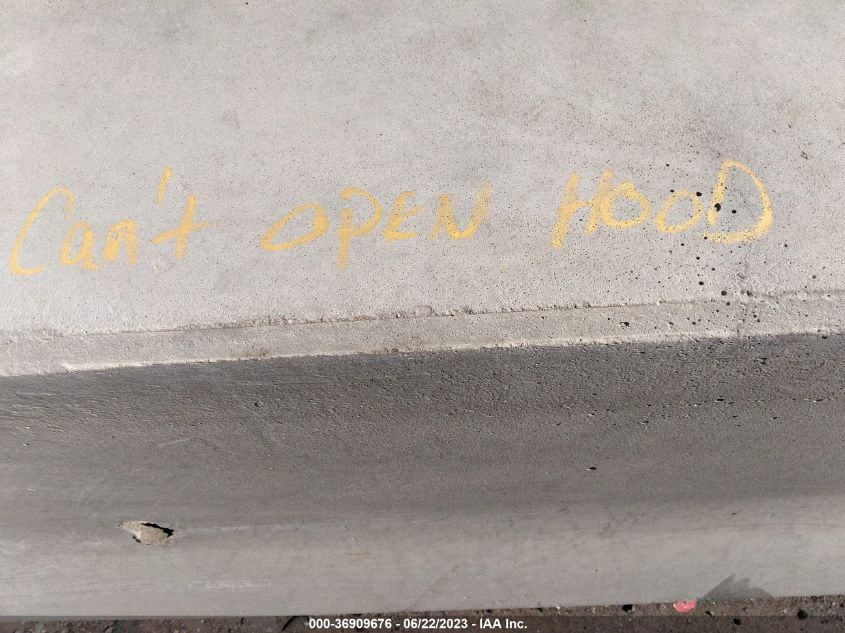 Can't OPEN HOOD
000-36909676 - 06/22/2023 - IAA Inc.